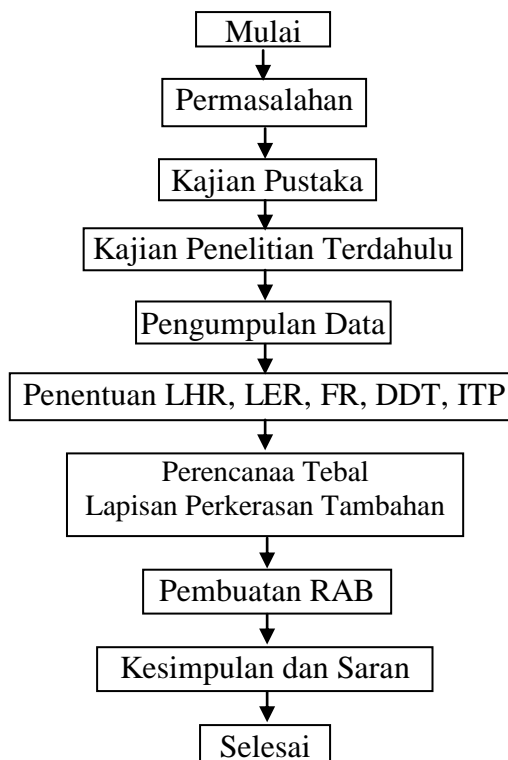 Mulai
Permasalahan
Kajian Pustaka
Kajian Penelitian Terdahulu
Pengumpulan Data
Penentuan LHR, LER, FR, DDT, ITP
Perencanaa Tebal
Lapisan Perkerasan Tambahan
Pembuatan RAB
Kesimpulan dan Saran
Selesai